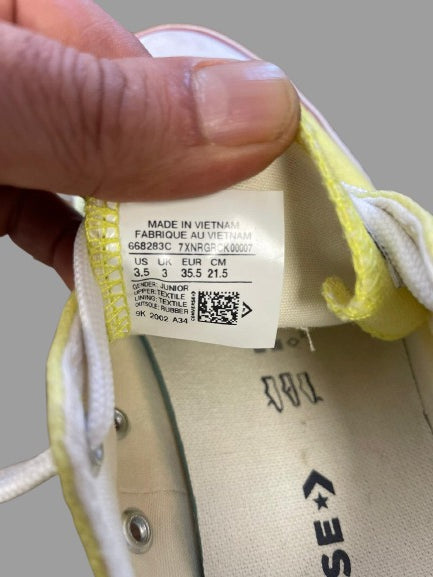 MADE IN VIETNAM
FABRIQUE AU VIETNAM
668283C 7XNRGRCK00007
US UK EUR CM
3.5 3 35.5 21.5
GENDER: JUNIOR
UPPER: TEXTILE
LINING: TEXTILE
OUTSOLE: RUBBER
9K 2002 A34
SE